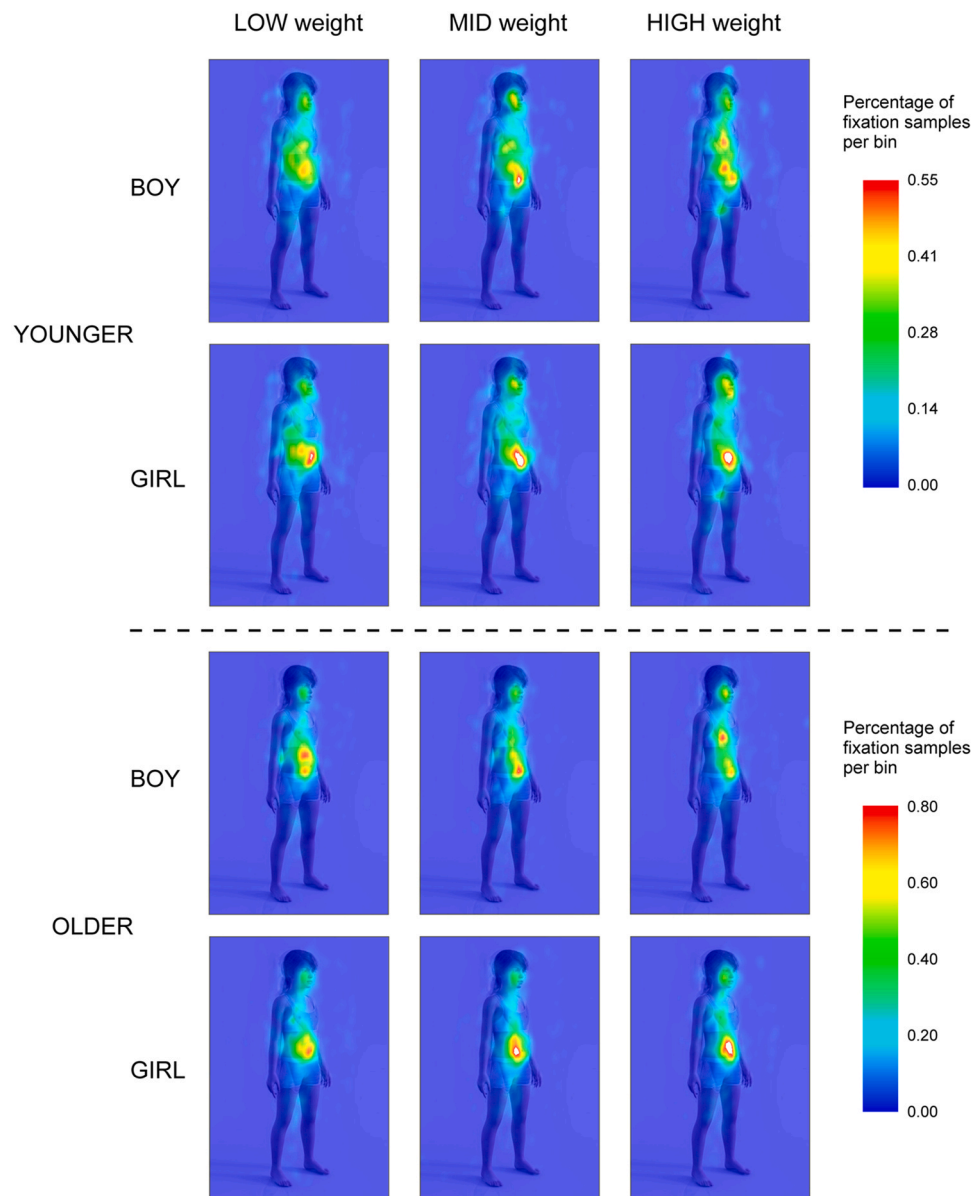 LOW weight MID weight HIGH weight
BOY
Percentage of
fixation samples
per bin
0.55
0.41
0.28
0.14
0.00
YOUNGER
GIRL
BOY
Percentage of
fixation samples
per bin
0.80
0.60
0.40
0.20
0.00
OLDER
GIRL